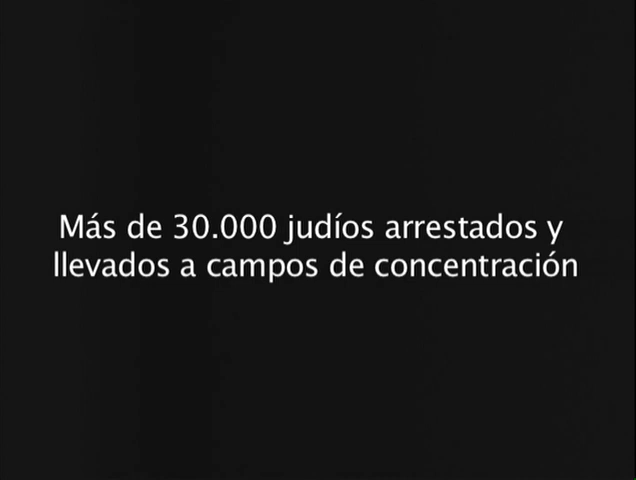 Más de 30.000 judíos arrestados y
llevados a campos de concentración